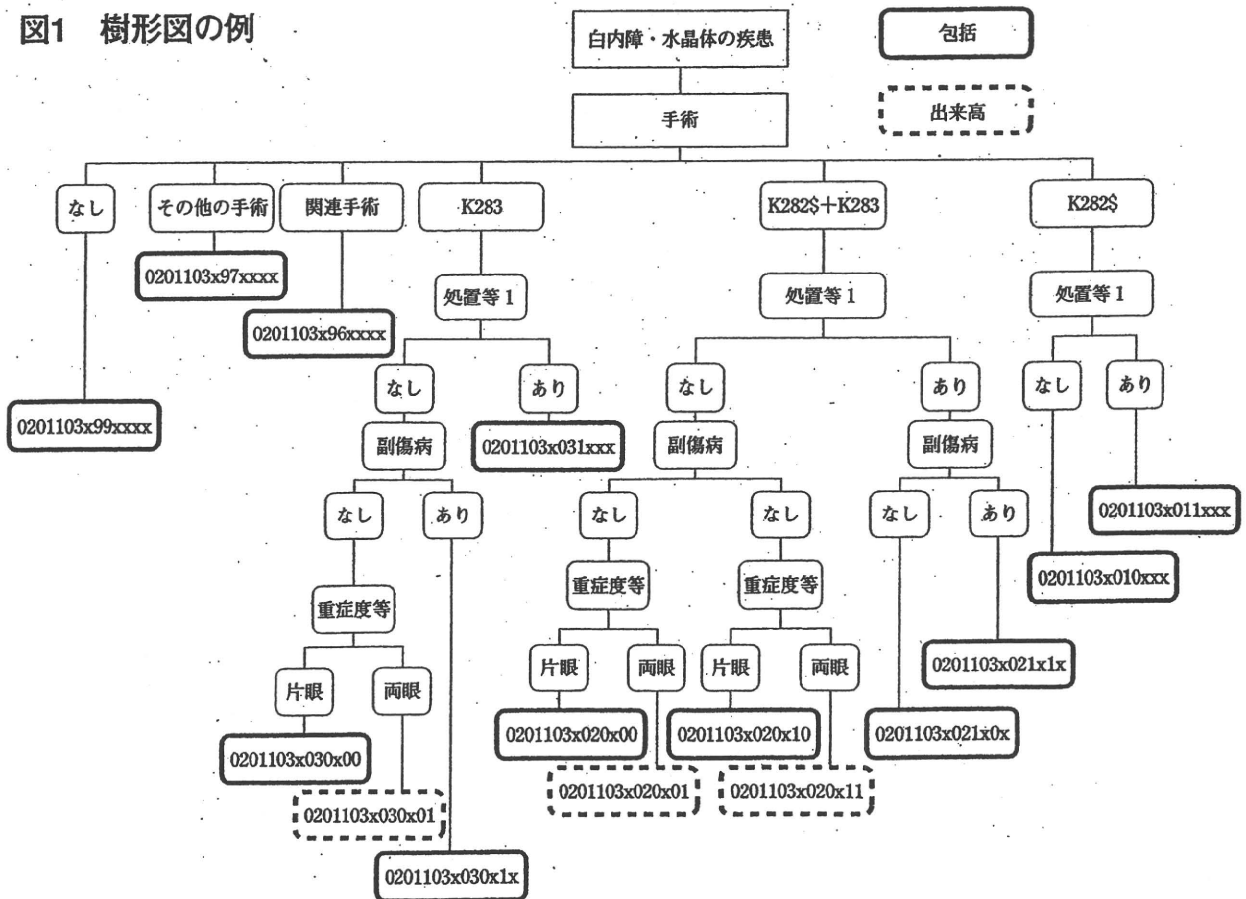 図1 樹形図の例
白内障・水晶体の疾患
包括
手術
出来高
なし
その他の手術
関連手術
K283
K282$+K283
K282$
0201103x97xxxx
処置等1
処置等1
処置等1
0201103x96xxxx
なし
あり
なし
あり
なし
あり
0201103x99xxxx
副傷病
0201103x031xxx
副傷病
副傷病
なし
あり
なし
なし
なし
あり
0201103x011xxx
0201103x010xxx
重症度等
重症度等
重症度等
片眼
両眼
片眼
両眼
片眼
両眼
0201103x021x1x
0201103x030x00
0201103x020x00
0201103x020x10
0201103x021x0x
0201103x030x01
0201103x020x01
0201103x020x11
0201103x030x1x